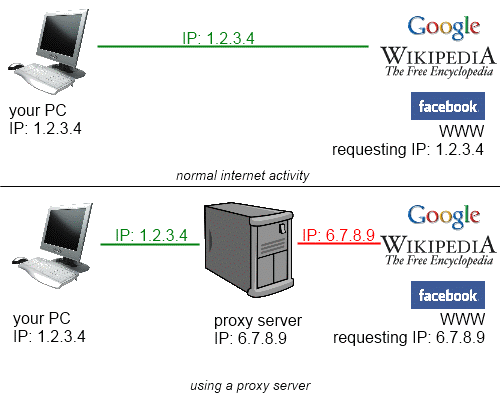 IP: 1.2.3.4
Google
WIKIPEDIA
The Free Encyclopedia
facebook
your PC
IP: 1.2.3.4
WWW
requesting IP: 1.2.3.4
normal internet activity
IP: 1.2.3.4
IP: 6.7.8.9
Google
WIKIPEDIA
The Free Encyclopedia
facebook
your PC
IP: 1.2.3.4
proxy server
IP: 6.7.8.9
WWW
requesting IP: 6.7.8.9
using a proxy server